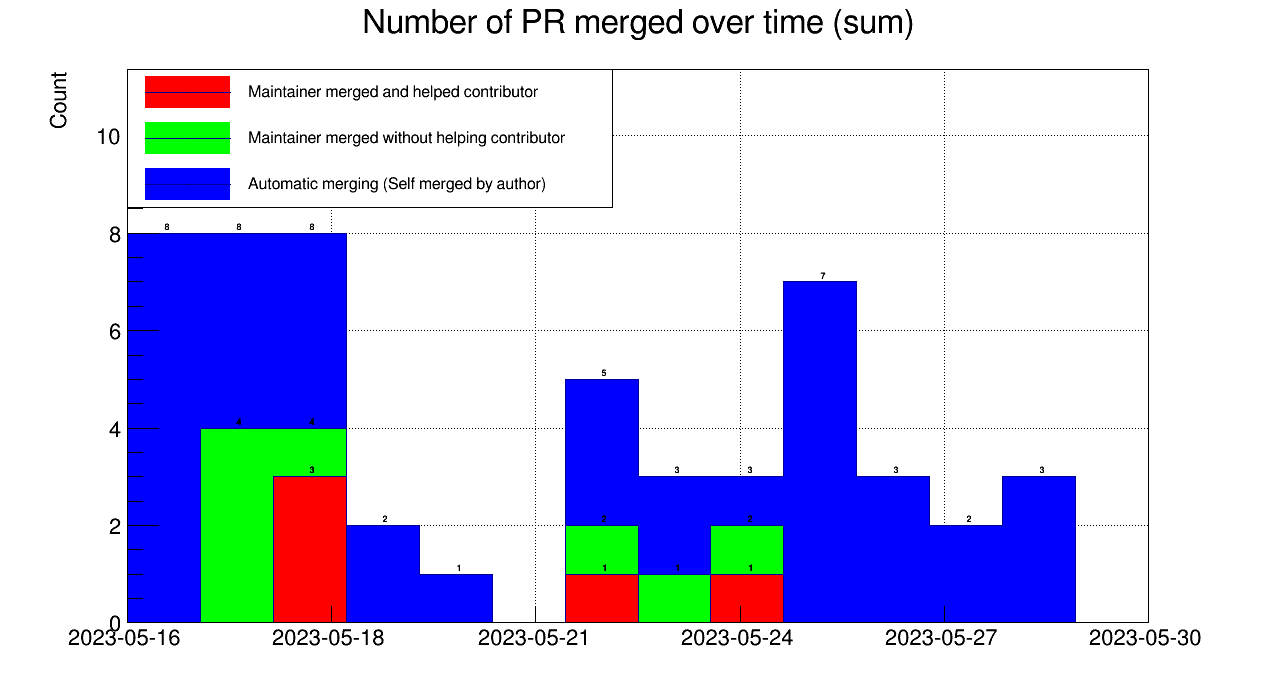 Number of PR merged over time (sum)
Count
Maintainer merged and helped contributor
Maintainer merged without helping contributor
Automatic merging (Self merged by author)
10
8
6
4
2
0
8 8 8
7
5
4 4
3 3 3 3 3
2 2 2 2
1 1 1 1
2023-05-16 2023-05-18 2023-05-21 2023-05-24 2023-05-27 2023-05-30